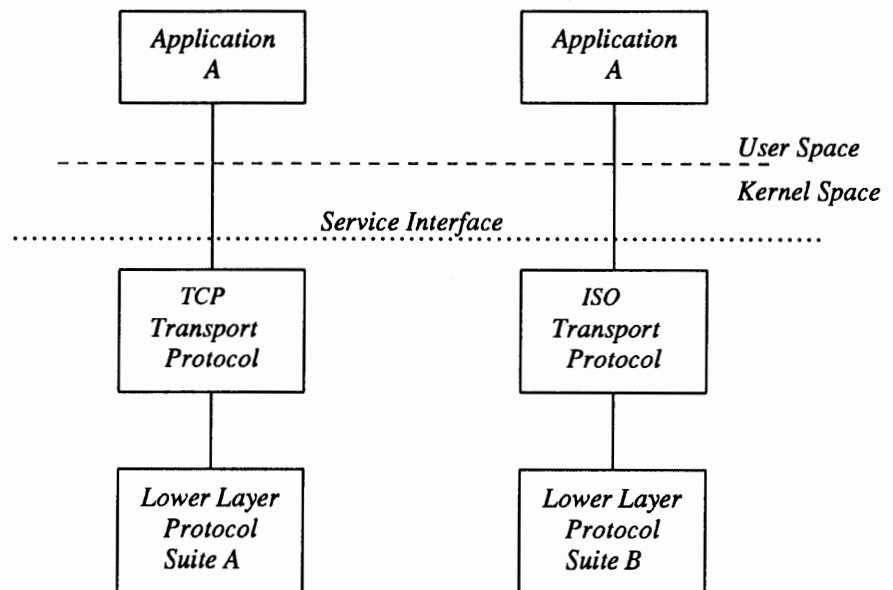 Application
A
Application
A
User Space
Kernel Space
Service Interface
TCP
Transport
Protocol
ISO
Transport
Protocol
Lower Layer
Protocol
Suite A
Lower Layer
Protocol
Suite B